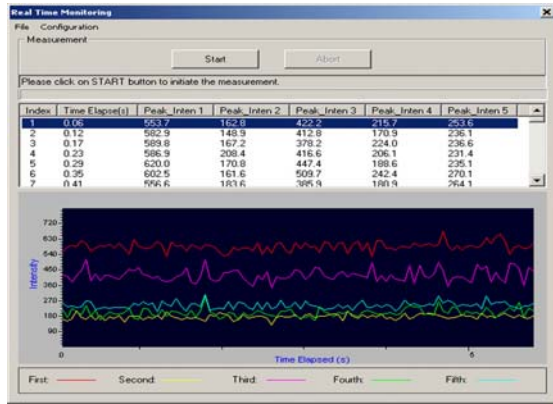 Real Time Monitoring
File Configuration
Measurement
Start Abort
Please click on START button to initiate the measurement.
Index Time Elapse(s) Peak_Inten 1 Peak_Inten 2 Peak_Inten 3 Peak_Inten 4 Peak_Inten 5
1 0.06 553.7 162.8 422.2 215.7 253.6
2 0.12 582.9 148.9 412.8 170.9 236.1
3 0.17 589.8 167.2 378.2 224.0 236.6
4 0.23 586.9 208.4 416.6 206.1 231.4
5 0.29 620.0 170.8 447.4 188.6 235.1
6 0.35 602.5 161.6 509.7 242.4 270.1
7 0.41 556.6 183.6 385.9 180.9 264.1
720
630
540
Intensity
450
360
270
180
90
0 6
Time Elapsed (s)
First: Second: Third: Fourth: Fifth: